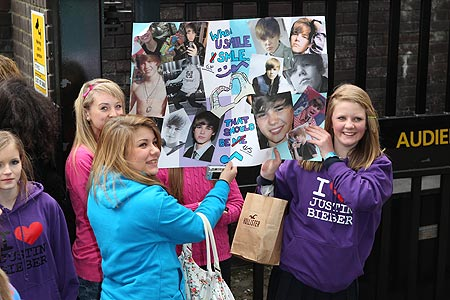 When
U SMILE
I SMILE
THAT
SHOULD
BE ME
AUDIE
I ♥
JUSTIN
BIEBER
I ♥
JUSTIN
BIEBER
HOLLISTER